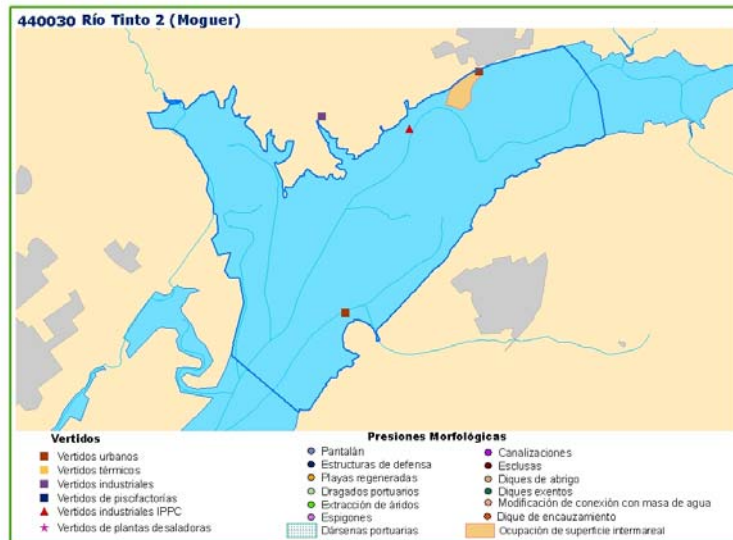 440030 Río Tinto 2 (Moguer)
Vertidos
Vertidos urbanos
Vertidos térmicos
Vertidos industriales
Vertidos de piscifactorías
Vertidos industriales IPPC
Vertidos de plantas desaladoras
Presiones Morfológicas
Pantalán
Estructuras de defensa
Playas regeneradas
Dragados portuarios
Extracción de áridos
Espigones
Dársenas portuarias
Canalizaciones
Esclusas
Diques de abrigo
Diques exentos
Modificación de conexión con masa de agua
Dique de encauzamiento
Ocupación de superficie intermareal